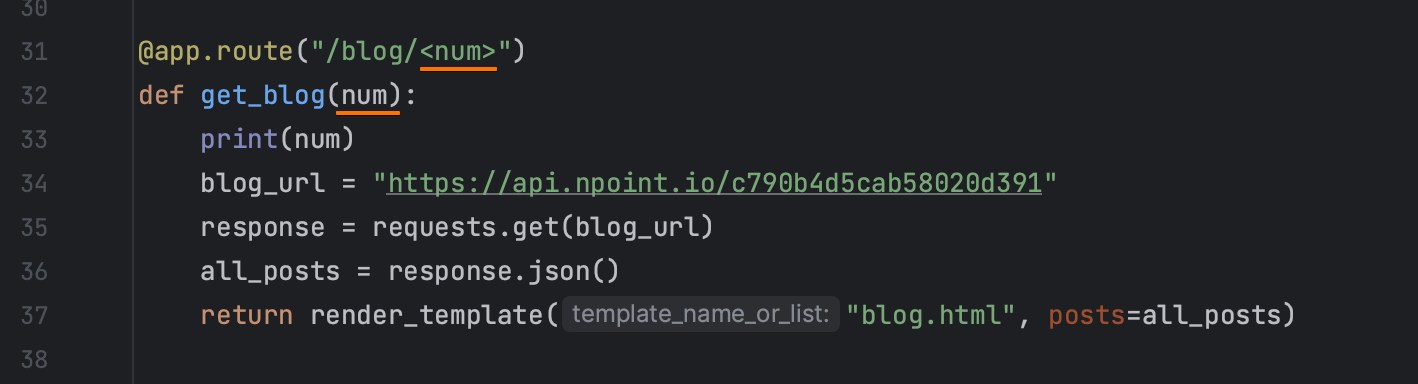 30
31 @app.route("/blog/<num>")
32 def get_blog(num):
33 print(num)
34 blog_url = "https://api.npoint.io/c790b4d5cab58020d391"
35 response = requests.get(blog_url)
36 all_posts = response.json()
37 return render_template(template_name_or_list: "blog.html", posts=all_posts)
38